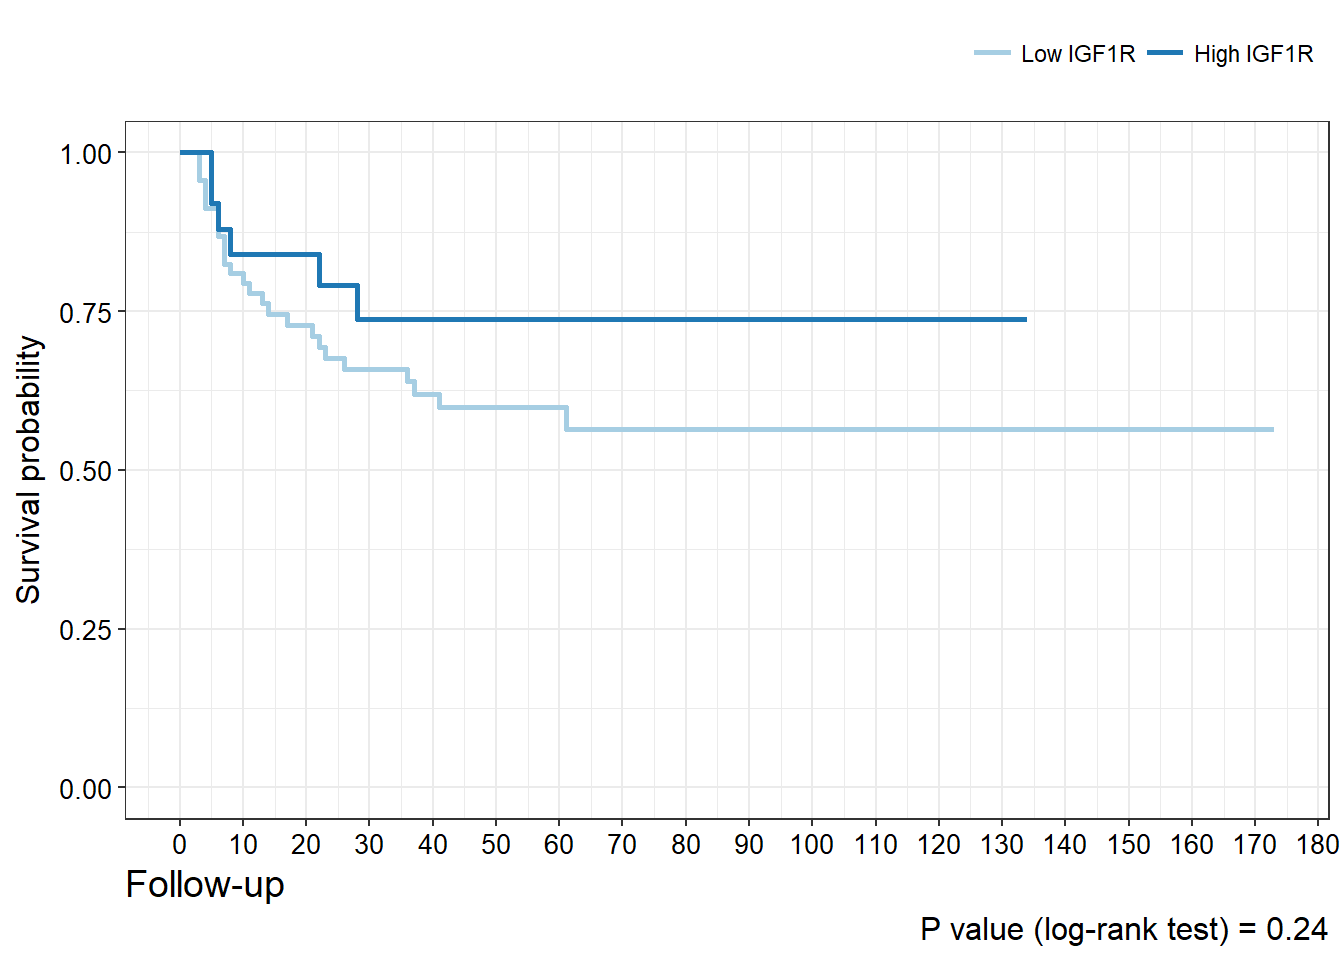 Low IGF1R High IGF1R
1.00
0.75
0.50
0.25
0.00
Survival probability
0 10 20 30 40 50 60 70 80 90 100 110 120 130 140 150 160 170 180
Follow-up
P value (log-rank test) = 0.24